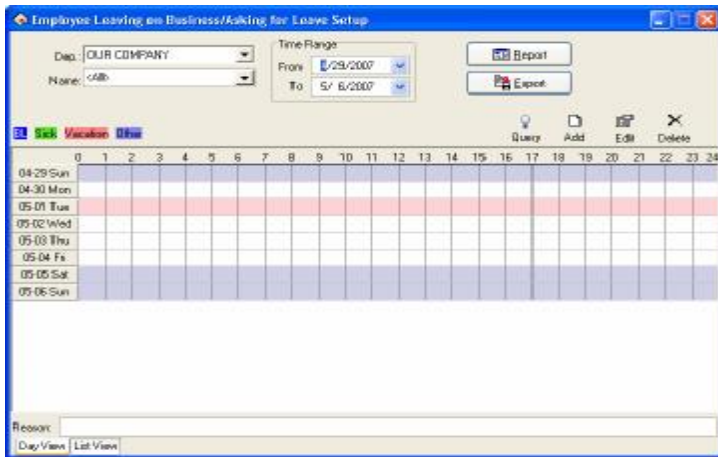 Employee Leaving on Business/Asking for Leave Setup
Dep.: OUR COMPANY
Name: <All>
Time Range
From 4/29/2007
To 5/ 6/2007
Report
Export
BL Sick Vacation Other
Query Add Edit Delete
0 1 2 3 4 5 6 7 8 9 10 11 12 13 14 15 16 17 18 19 20 21 22 23 24
04-29 Sun
04-30 Mon
05-01 Tue
05-02 Wed
05-03 Thu
05-04 Fri
05-05 Sat
05-06 Sun
Reason:
Day View List View